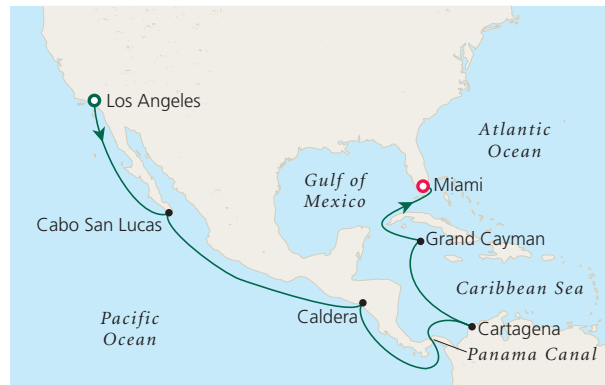 Los Angeles
Atlantic
Ocean
Gulf of
Mexico
Miami
Cabo San Lucas
Grand Cayman
Caribbean Sea
Pacific
Ocean
Caldera
Cartagena
Panama Canal